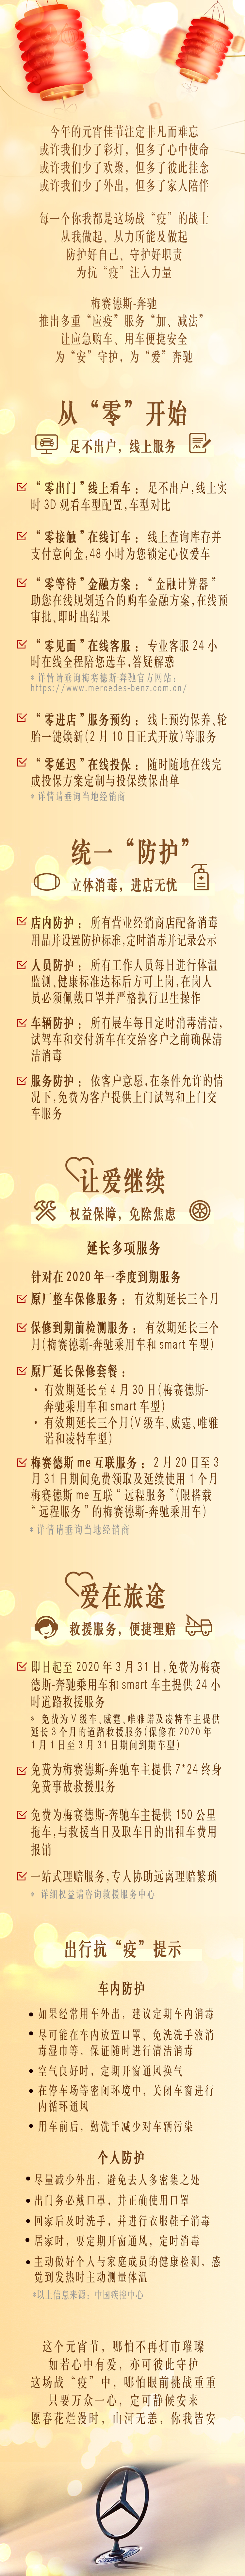 今年的元宵佳节注定非凡而难忘
或许我们少了彩灯，但多了心中使命
或许我们少了欢聚，但多了彼此挂念
或许我们少了外出，但多了家人陪伴
每一个你我都是这场战“疫”的战士
从我做起、从力所能及做起
防护好自己、守护好职责
为抗“疫”注入力量
梅赛德斯-奔驰
推出多重“应疫”服务“加、减法”
让应急购车、用车便捷安全
为“安”守护，为“爱”奔驰
从“零”开始
足不出户，线上服务
“零出门”线上看车：足不出户，线上实
时3D观看车型配置，车型对比
“零接触”在线订车：线上查询库存并
支付意向金，48小时为您锁定心仪爱车
“零等待”金融方案：“金融计算器”
助您在线规划适合的购车金融方案，在线预
审批、即时出结果
“零见面”在线客服：专业客服24小
时在线全程陪您选车，答疑解惑
*详情请垂询梅赛德斯-奔驰官方网站：
https://www.mercedes-benz.com.cn/
“零进店”服务预约：线上预约保养、轮
胎一键焕新(2月10日正式开放)等服务
“零延迟”在线投保：随时随地在线完
成投保方案定制与投保续保出单
*详情请垂询当地经销商
统一“防护”
立体消毒，进店无忧
店内防护：所有营业经销商店配备消毒
用品并设置防护标准，定时消毒并记录公示
人员防护：所有工作人员每日进行体温
监测、健康标准达标后方可上岗，在岗人
员必须佩戴口罩并严格执行卫生操作
车辆防护：所有展车每日定时消毒清洁，
试驾车和交付新车在交给客户之前确保清
洁消毒
服务防护：依客户意愿，在条件允许的情
况下，免费为客户提供上门试驾和上门交
车服务
让爱继续
权益保障，免除焦虑
延长多项服务
针对在2020年一季度到期服务
原厂整车保修服务：有效期延长三个月
保修到期前检测服务：有效期延长三个
月(梅赛德斯-奔驰乘用车和smart车型)
原厂延长保修套餐：
• 有效期延长至4月30日(梅赛德斯-
奔驰乘用车和smart车型)
• 有效期延长三个月(V级车、威霆、唯雅
诺和凌特车型)
梅赛德斯me互联服务：2月20日至3
月31日期间免费领取及延续使用1个月
梅赛德斯me互联“远程服务”(限搭载
“远程服务”的梅赛德斯-奔驰乘用车)
*详情请垂询当地经销商
爱在旅途
救援服务，便捷理赔
即日起至2020年3月31日，免费为梅赛
德斯-奔驰乘用车和smart车主提供24小
时道路救援服务
*免费为V级车、威霆、唯雅诺及凌特车主提供
延长3个月的道路救援服务(保修在2020年
1月1日至3月31日期间到期车型)
免费为梅赛德斯-奔驰车主提供7*24终身
免费事故救援服务
免费为梅赛德斯-奔驰车主提供150公里
拖车，与救援当日及取车日的出租车费用
报销
一站式理赔服务，专人协助远离理赔繁琐
*详细权益请咨询救援服务中心
出行抗“疫”提示
车内防护
• 如果经常用车外出，建议定期车内消毒
• 尽可能在车内放置口罩、免洗洗手液消
毒湿巾等，保证随时进行清洁消毒
• 空气良好时，定期开窗通风换气
• 在停车场等密闭环境中，关闭车窗进行
内循环通风
• 用车前后，勤洗手减少对车辆污染
个人防护
• 尽量减少外出，避免去人多密集之处
• 出门务必戴口罩，并正确使用口罩
• 回家后及时洗手，并进行衣服鞋子消毒
• 居家时，要定期开窗通风，定时消毒
• 主动做好个人与家庭成员的健康检测，感
觉到发热时主动测量体温
*以上信息来源：中国疾控中心
这个元宵节，哪怕不再灯市璀璨
如若心中有爱，亦可彼此守护
这场战“疫”中，哪怕眼前挑战重重
只要万众一心，定可静候安来
愿春花烂漫时，山河无恙，你我皆安